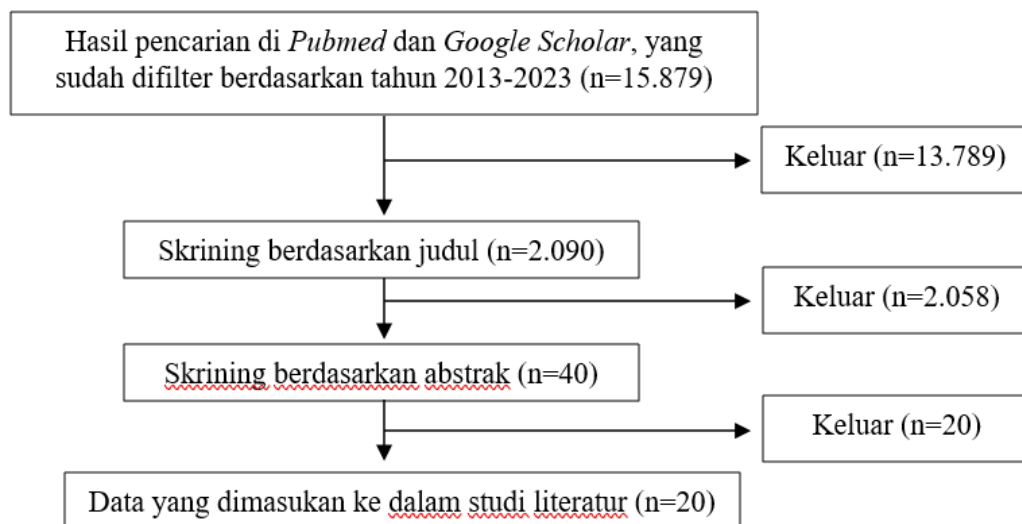 Hasil pencarian di Pubmed dan Google Scholar, yang
sudah difilter berdasarkan tahun 2013-2023 (n=15.879)
Keluar (n=13.789)
Skrining berdasarkan judul (n=2.090)
Keluar (n=2.058)
Skrining berdasarkan abstrak (n=40)
Keluar (n=20)
Data yang dimasukan ke dalam studi literatur (n=20)